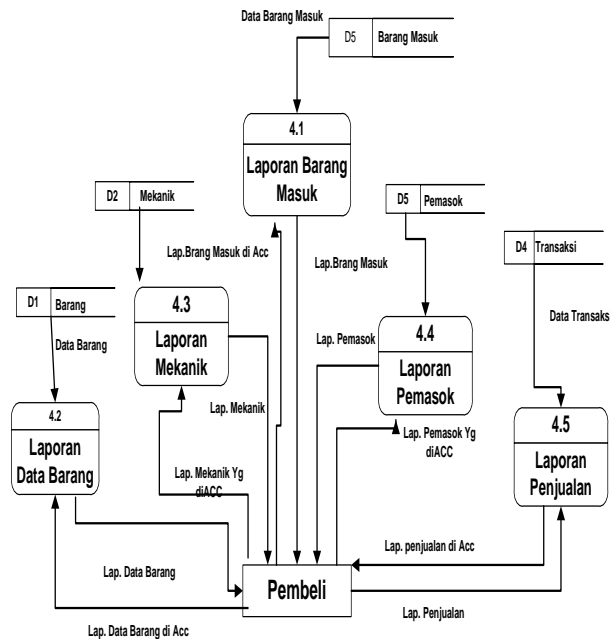 Data Barang Masuk
D5 Barang Masuk
4.1
Laporan Barang
Masuk
D2 Mekanik
D5 Pemasok
D4 Transaksi
Lap.Brang Masuk di Acc
Lap.Brang Masuk
D1 Barang
Data Barang
4.3
Laporan
Mekanik
4.4
Laporan
Pemasok
Data Transaks
Lap. Pemasok
4.2
Laporan
Data Barang
Lap. Mekanik
Lap. Pemasok Yg
diACC
4.5
Laporan
Penjualan
Lap. Mekanik Yg
diACC
Lap. penjualan di Acc
Lap. Data Barang
Pembeli
Lap. Penjualan
Lap. Data Barang di Acc